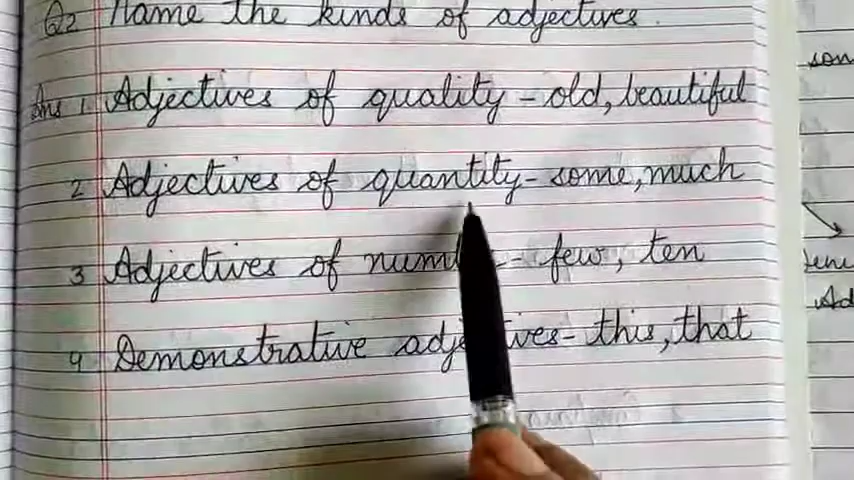 Q2 Name the kinds of adjectives.
Ans 1 Adjectives of quality - old, beautiful
2 Adjectives of quantity - some, much
3 Adjectives of - few, ten
4 Demonstrative - this, that
son